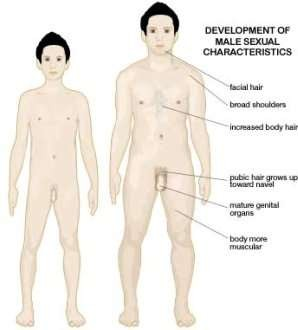 DEVELOPMENT OF
MALE SEXUAL
CHARACTERISTICS
facial hair
broad shoulders
increased body hair
pubic hair grows up
toward navel
mature genital
organs
body more
muscular